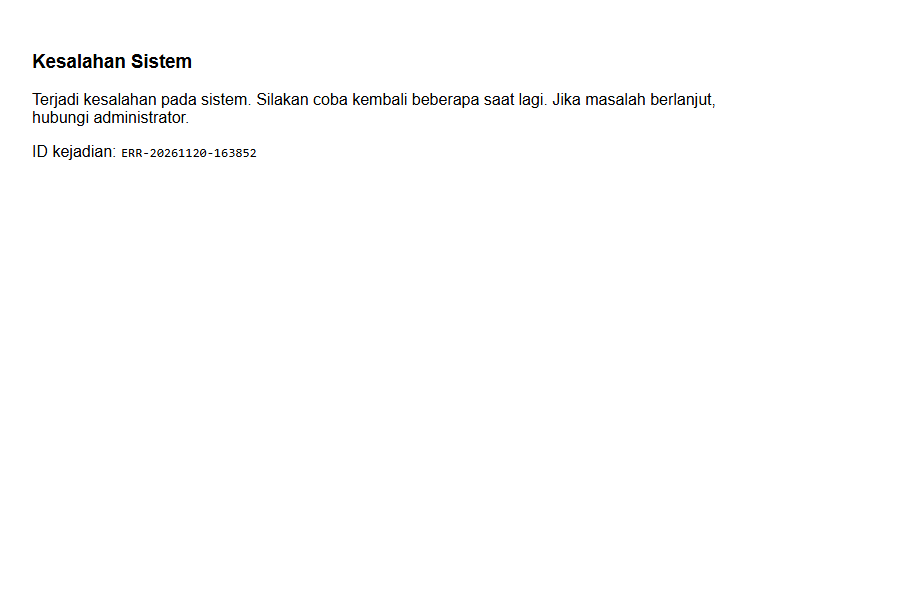 Kesalahan Sistem
Terjadi kesalahan pada sistem. Silakan coba kembali beberapa saat lagi. Jika masalah berlanjut,
hubungi administrator.
ID kejadian: ERR-20261120-163852